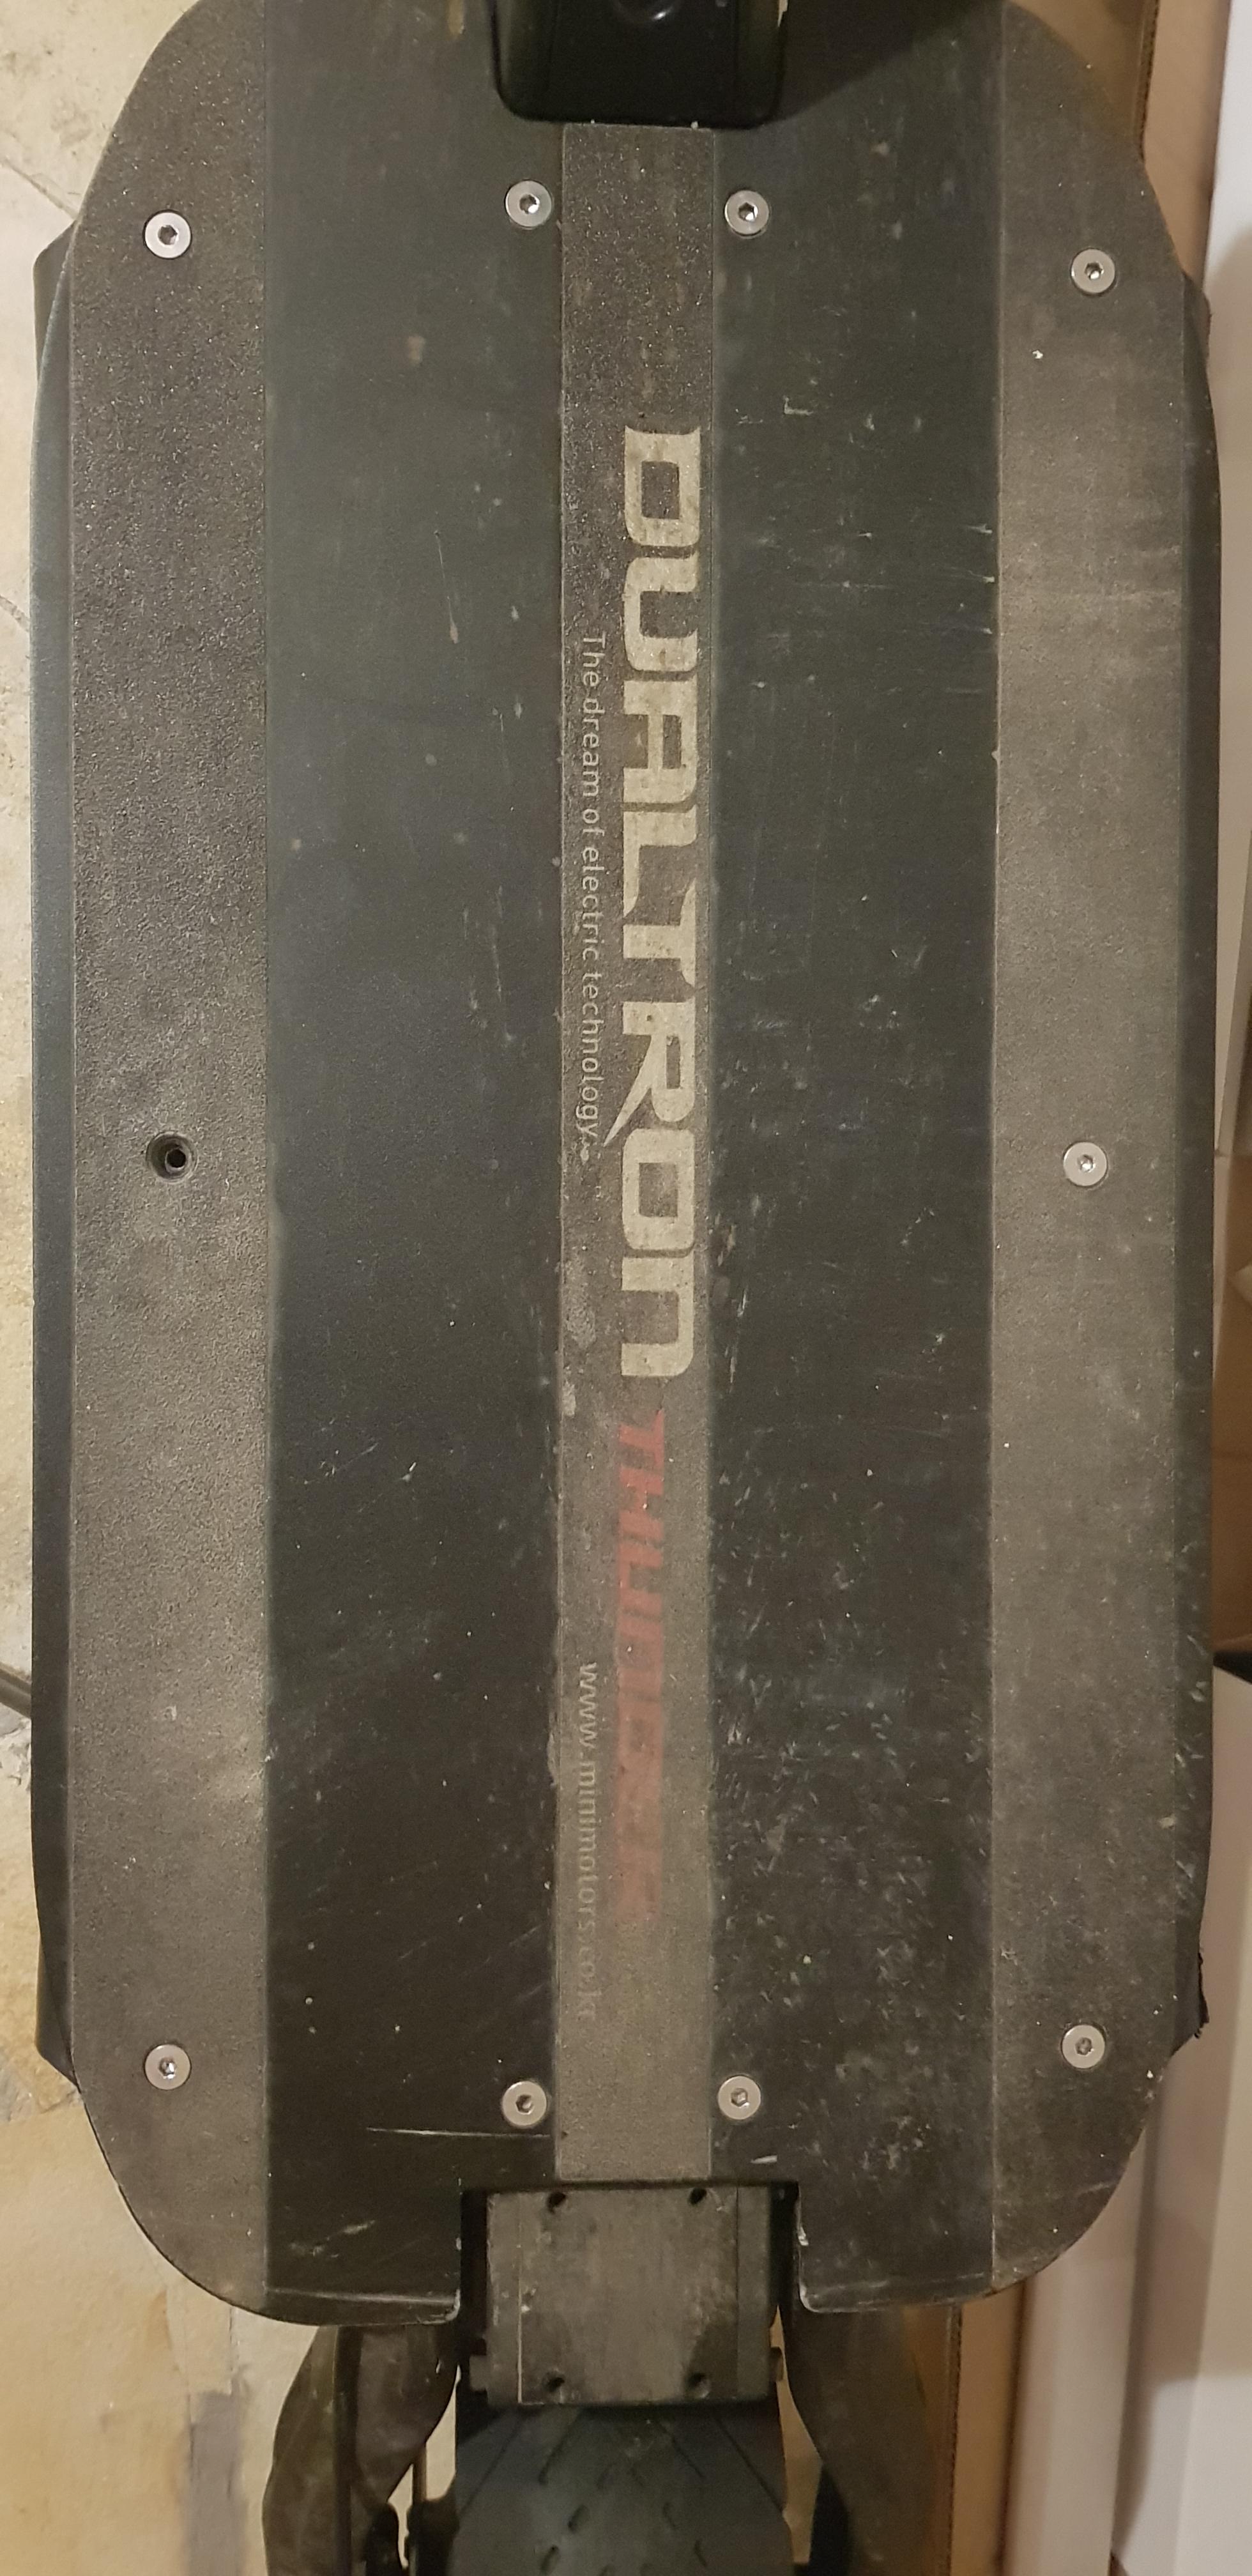 DUALTRON THUNDER
The dream of electric technology..
www.minimotors.co.kr